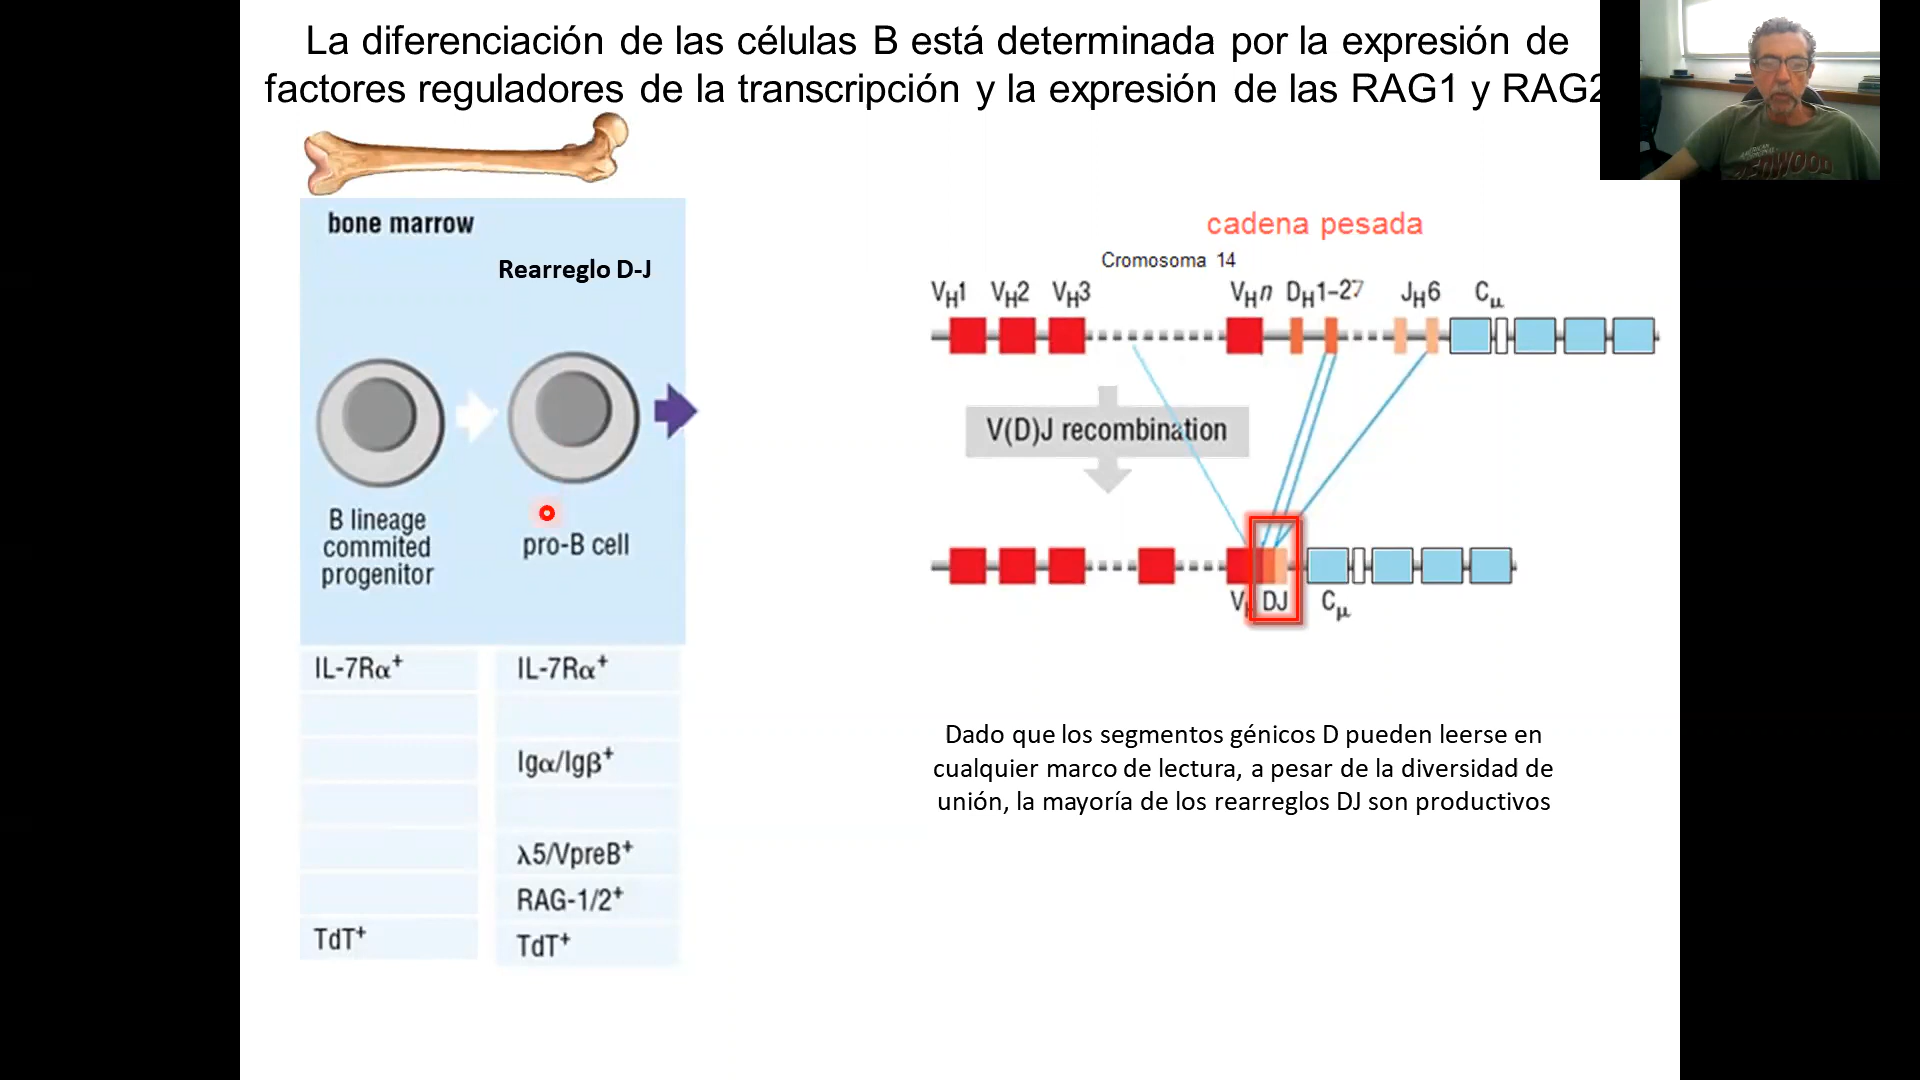 La diferenciación de las células B está determinada por la expresión de
factores reguladores de la transcripción y la expresión de las RAG1 y RAG2
bone marrow
Rearreglo D-J
B lineage
commited
progenitor
pro-B cell
IL-7Rα⁺
IL-7Rα⁺
Igα/Igβ⁺
λ5/VpreB⁺
RAG-1/2⁺
TdT⁺
TdT⁺
cadena pesada
Cromosoma 14
VH1 VH2 VH3 VHn DH1–27 JH6 Cμ
V(D)J recombination
VH DJ Cμ
Dado que los segmentos génicos D pueden leerse en
cualquier marco de lectura, a pesar de la diversidad de
unión, la mayoría de los rearreglos DJ son productivos